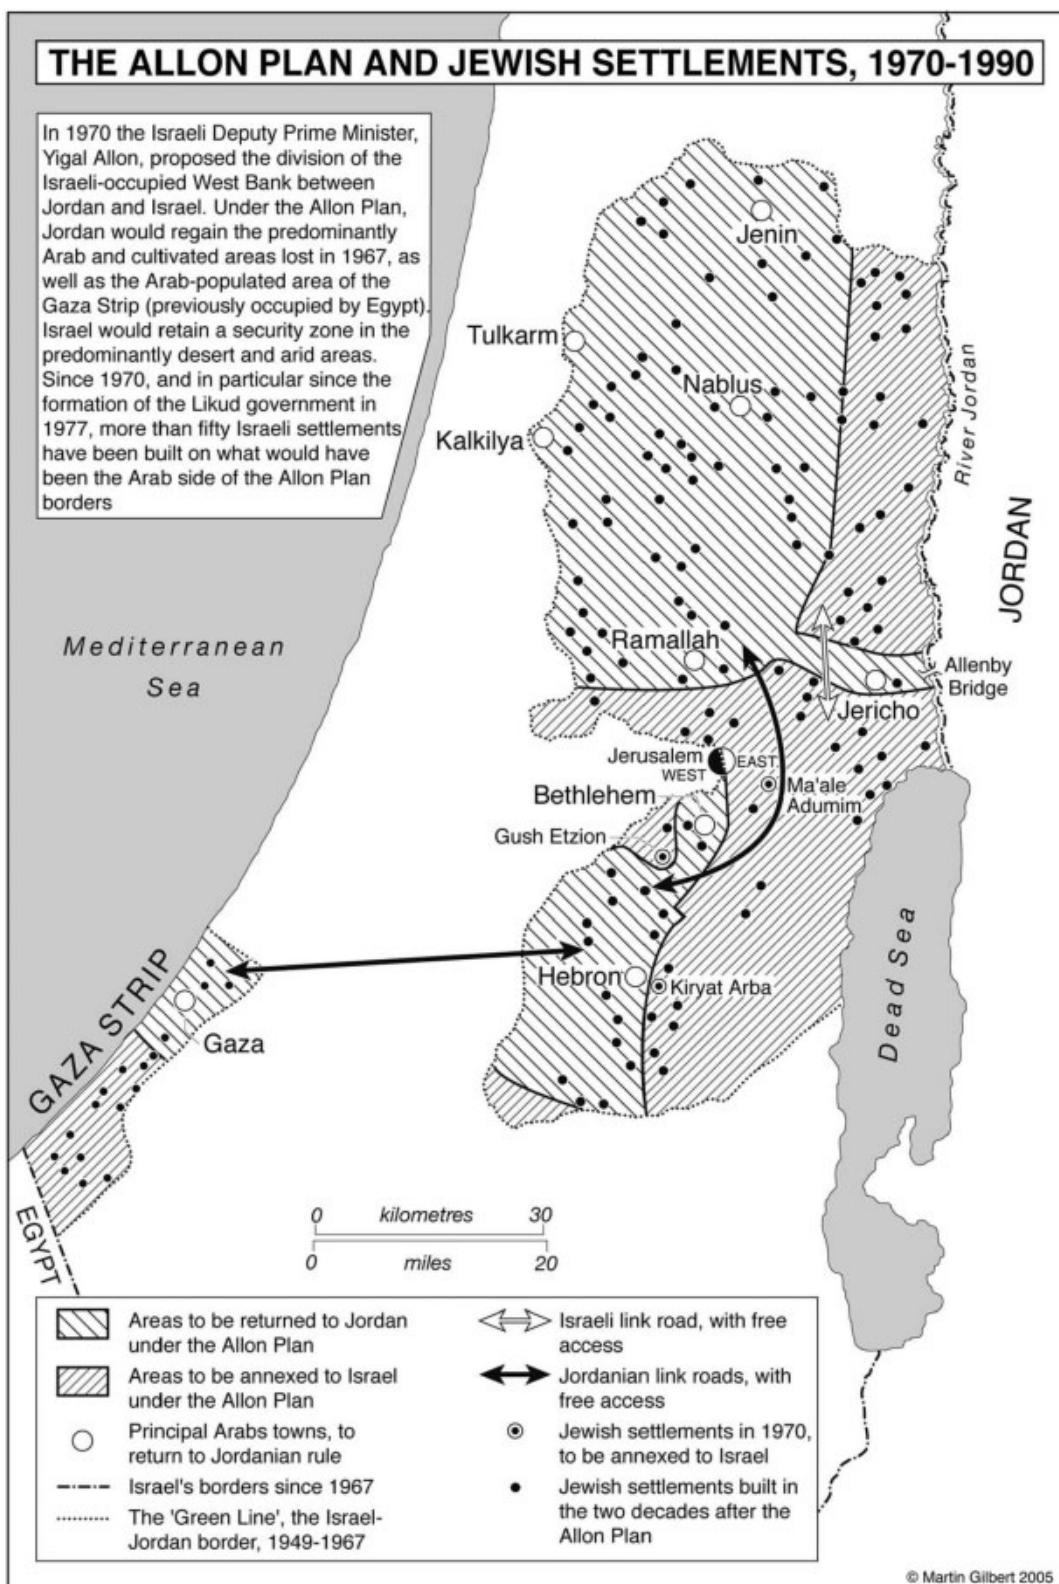 THE ALLON PLAN AND JEWISH SETTLEMENTS, 1970-1990
In 1970 the Israeli Deputy Prime Minister,
Yigal Allon, proposed the division of the
Israeli-occupied West Bank between
Jordan and Israel. Under the Allon Plan,
Jordan would regain the predominantly
Arab and cultivated areas lost in 1967, as
well as the Arab-populated area of the
Gaza Strip (previously occupied by Egypt).
Israel would retain a security zone in the
predominantly desert and arid areas.
Since 1970, and in particular since the
formation of the Likud government in
1977, more than fifty Israeli settlements
have been built on what would have
been the Arab side of the Allon Plan
borders
Jenin
Tulkarm
Nablus
Kalkilya
River Jordan
JORDAN
Mediterranean
Sea
Ramallah
Allenby
Bridge
Jericho
Jerusalem
WEST
EAST
Ma'ale
Adumim
Bethlehem
Gush Etzion
Dead Sea
Hebron
Kiryat Arba
GAZA STRIP
Gaza
EGYPT
0 kilometres 30
0 miles 20
Areas to be returned to Jordan
under the Allon Plan
Areas to be annexed to Israel
under the Allon Plan
Principal Arabs towns, to
return to Jordanian rule
Israel's borders since 1967
The 'Green Line', the Israel-
Jordan border, 1949-1967
Israeli link road, with free
access
Jordanian link roads, with
free access
Jewish settlements in 1970,
to be annexed to Israel
Jewish settlements built in
the two decades after the
Allon Plan
© Martin Gilbert 2005